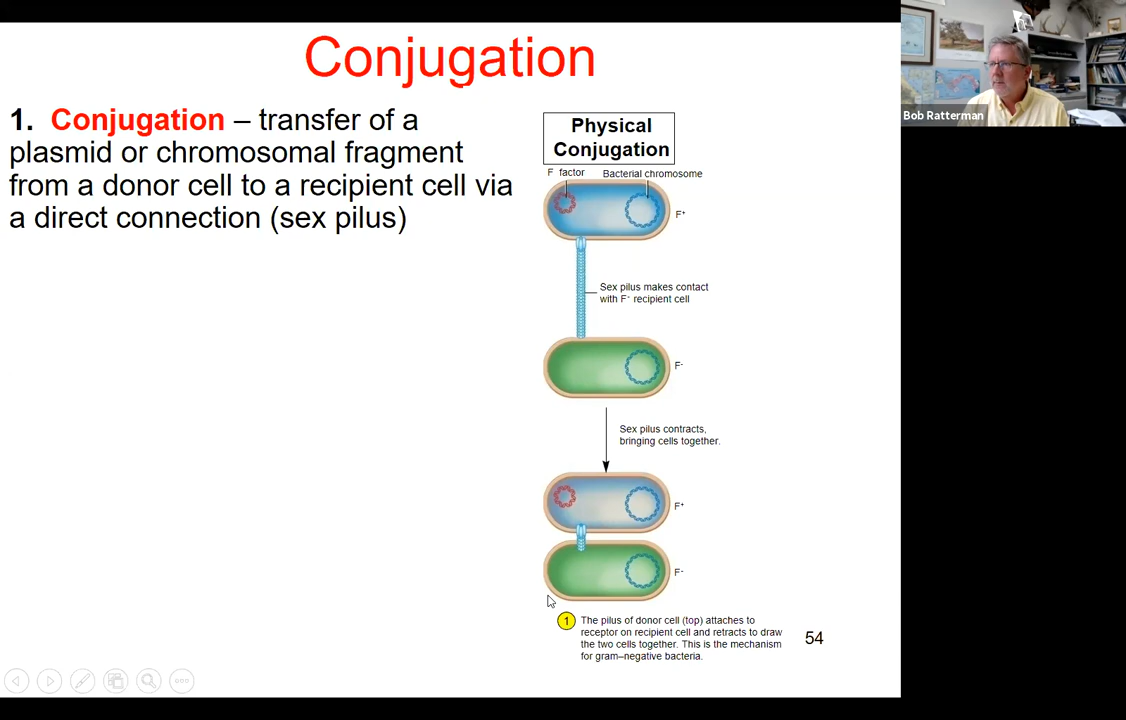 Conjugation
1. Conjugation – transfer of a
plasmid or chromosomal fragment
from a donor cell to a recipient cell via
a direct connection (sex pilus)
Physical
Conjugation
F factor
Bacterial chromosome
F+
Sex pilus makes contact
with F- recipient cell
F-
Sex pilus contracts,
bringing cells together.
F+
F-
1
The pilus of donor cell (top) attaches to
receptor on recipient cell and retracts to draw
the two cells together. This is the mechanism
for gram–negative bacteria.
54
Bob Ratterman